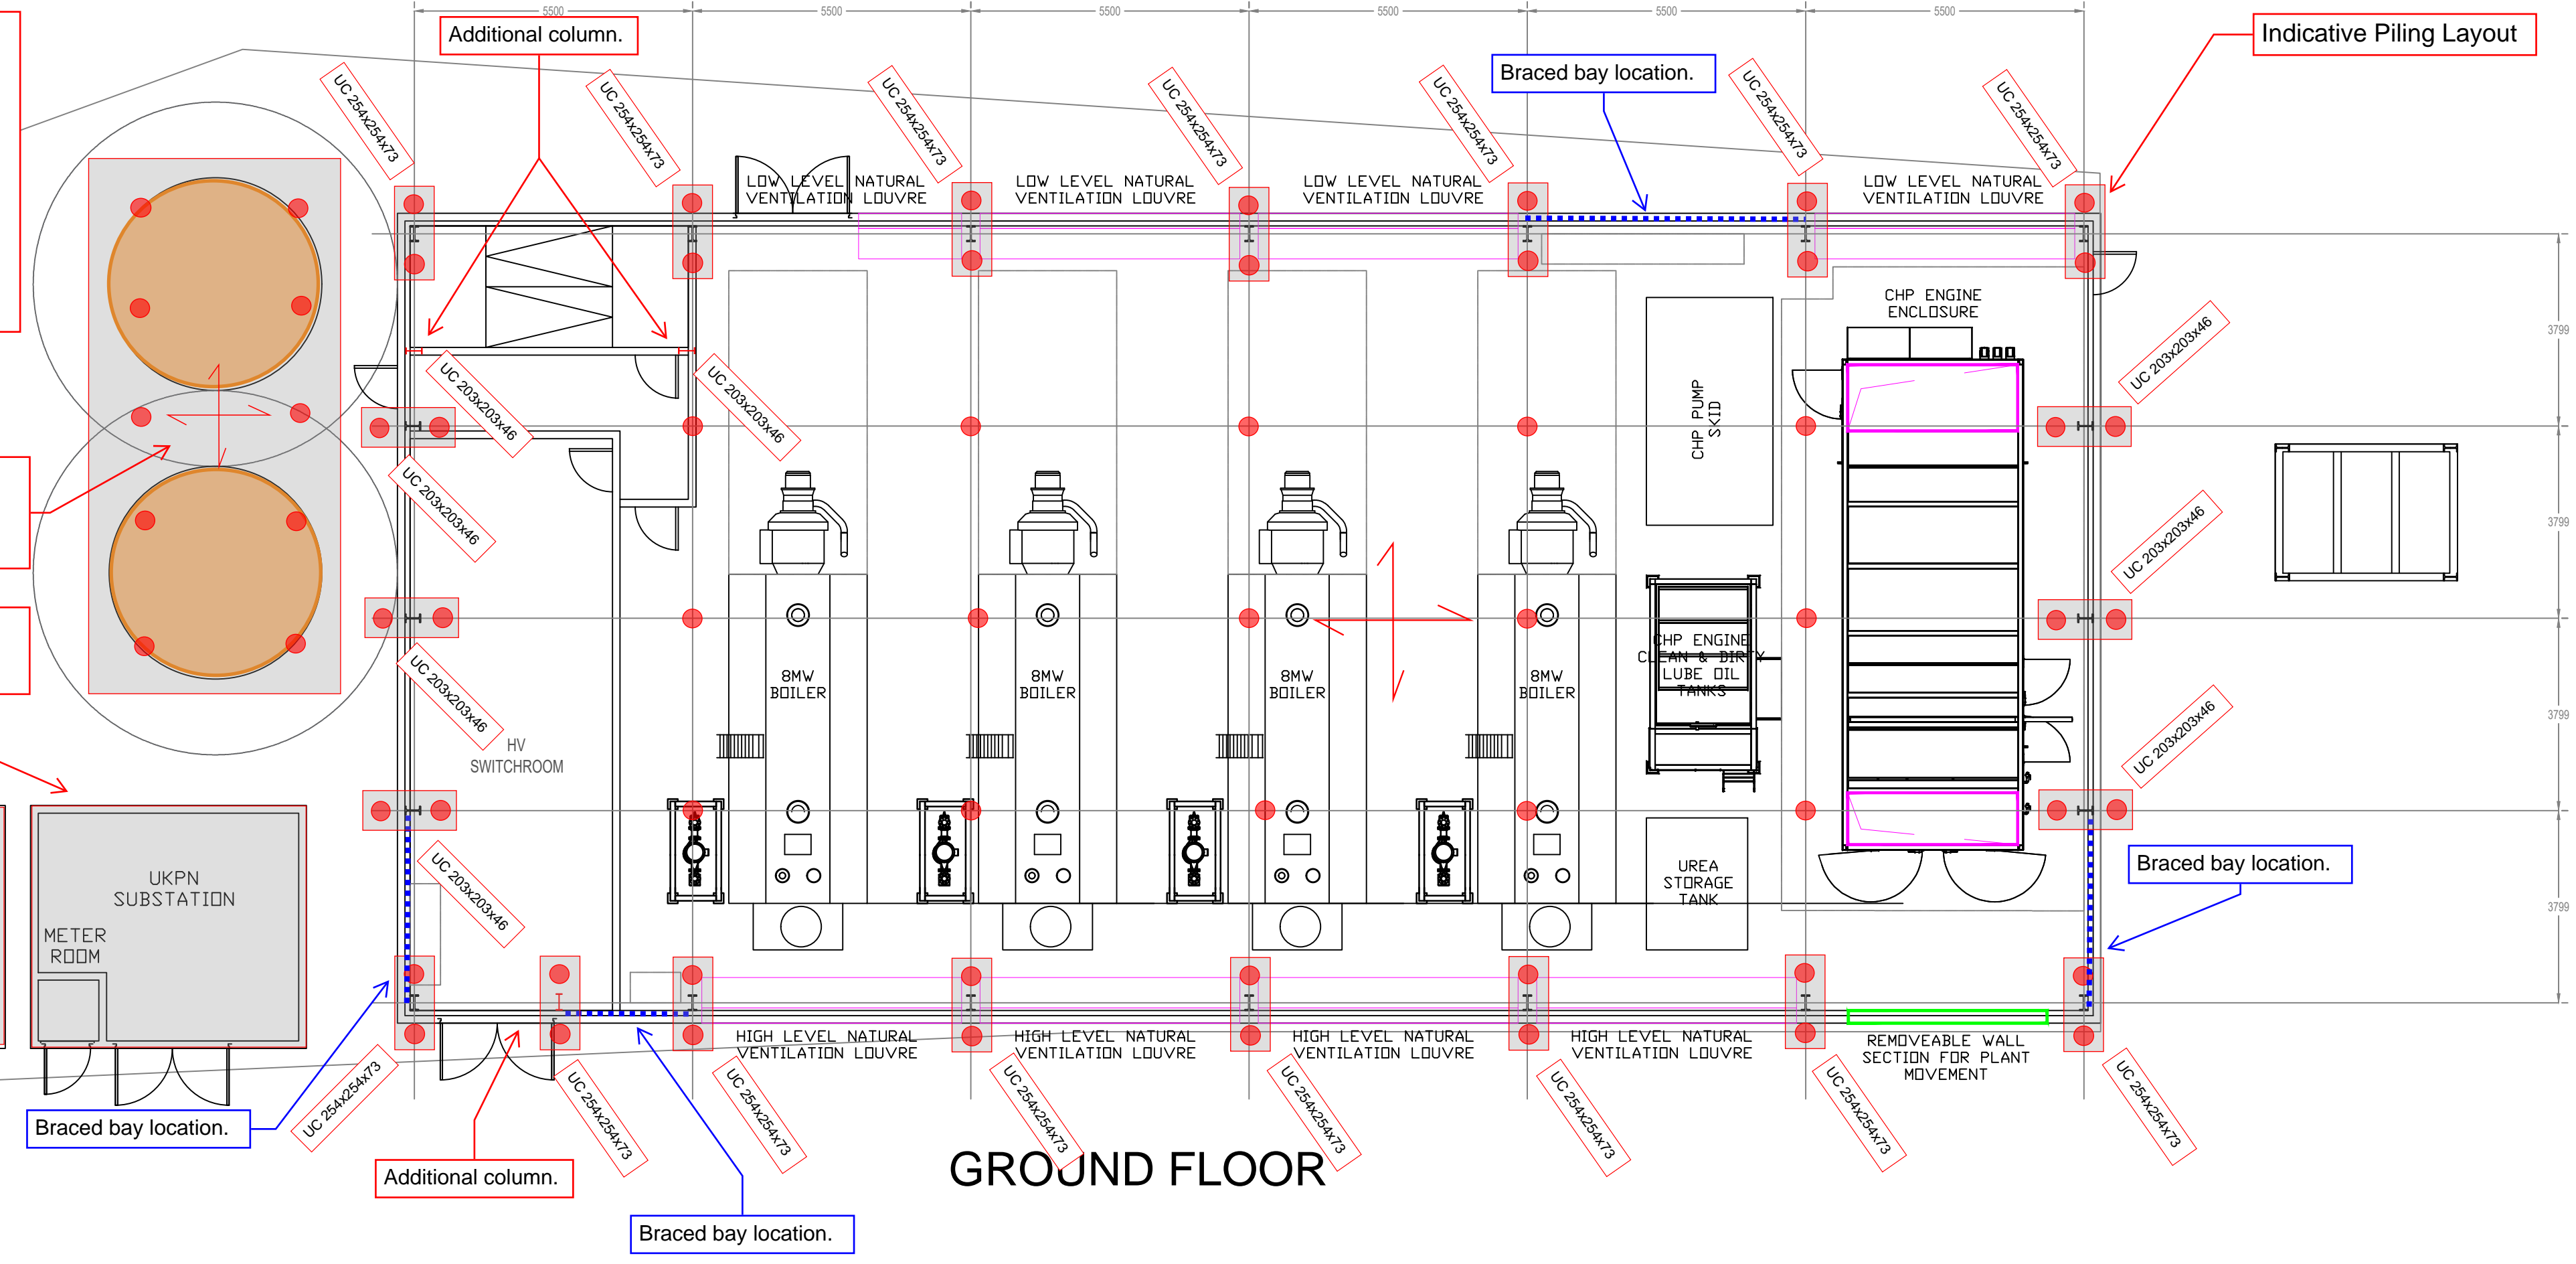 5500 5500 5500 5500 5500 5500
Additional column.
Braced bay location.
Indicative Piling Layout
UC 254x254x73
UC 254x254x73
UC 254x254x73
UC 254x254x73
UC 254x254x73
UC 254x254x73
UC 254x254x73
LOW LEVEL NATURAL
VENTILATION LOUVRE
LOW LEVEL NATURAL
VENTILATION LOUVRE
LOW LEVEL NATURAL
VENTILATION LOUVRE
LOW LEVEL NATURAL
VENTILATION LOUVRE
CHP ENGINE
ENCLOSURE
3799
UC 203x203x46
UC 203x203x46
UC 203x203x46
CHP PUMP
SKID
UC 203x203x46
3799
UC 203x203x46
CHP ENGINE
CLEAN & DIRTY
LUBE OIL
TANKS
8MW
BOILER
8MW
BOILER
8MW
BOILER
8MW
BOILER
UC 203x203x46
3799
UC 203x203x46
HV
SWITCHROOM
UKPN
SUBSTATION
METER
ROOM
UC 203x203x46
UREA
STORAGE
TANK
Braced bay location.
3799
HIGH LEVEL NATURAL
VENTILATION LOUVRE
HIGH LEVEL NATURAL
VENTILATION LOUVRE
HIGH LEVEL NATURAL
VENTILATION LOUVRE
HIGH LEVEL NATURAL
VENTILATION LOUVRE
REMOVEABLE WALL
SECTION FOR PLANT
MOVEMENT
UC 254x254x73
UC 254x254x73
UC 254x254x73
UC 254x254x73
UC 254x254x73
UC 254x254x73
UC 254x254x73
UC 254x254x73
Braced bay location.
Additional column.
GROUND FLOOR
Braced bay location.